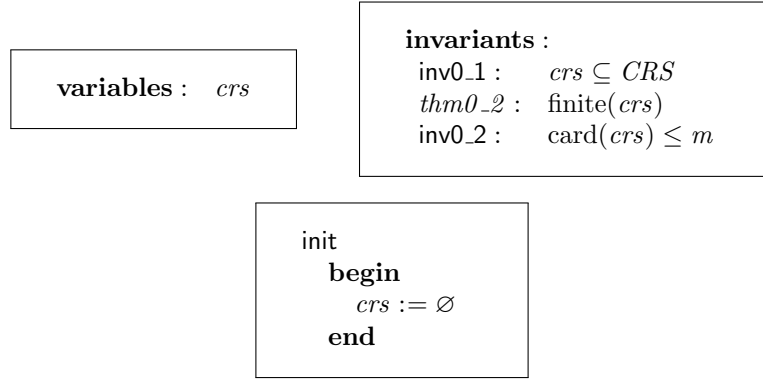 variables : crs
invariants :
inv0_1 : crs ⊆ CRS
thm0_2 : finite(crs)
inv0_2 : card(crs) ≤ m
init
begin
crs := ∅
end